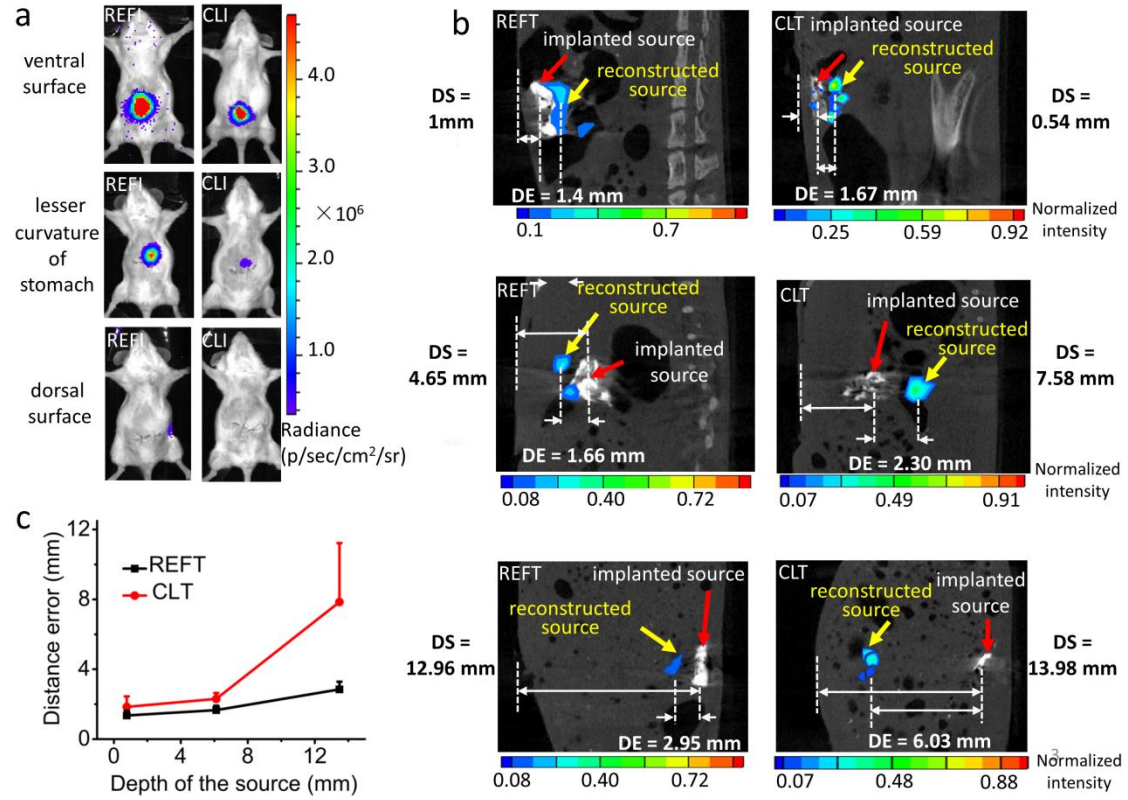 a
REFI
CLI
ventral
surface
REFI
CLI
lesser
curvature
of
stomach
REFI
CLI
dorsal
surface
4.0
3.0
×10⁶
2.0
1.0
Radiance
(p/sec/cm²/sr)
b
REFT
implanted source
reconstructed
source
DS =
1mm
DE = 1.4 mm
0.1
0.7
CLT
implanted source
reconstructed
source
DS =
0.54 mm
DE = 1.67 mm
0.25
0.59
0.92
Normalized
intensity
REFT
reconstructed
source
implanted
source
DS =
4.65 mm
DE = 1.66 mm
0.08
0.40
0.72
CLT
implanted source
reconstructed
source
DS =
7.58 mm
DE = 2.30 mm
0.07
0.49
0.91
Normalized
intensity
REFT
implanted source
reconstructed
source
DS =
12.96 mm
DE = 2.95 mm
0.08
0.40
0.72
CLT
reconstructed
source
implanted
source
DS =
13.98 mm
DE = 6.03 mm
0.07
0.48
0.88
3
Normalized
intensity
c
Distance error (mm)
12
8
4
0
REFT
CLT
0
4
8
12
Depth of the source (mm)